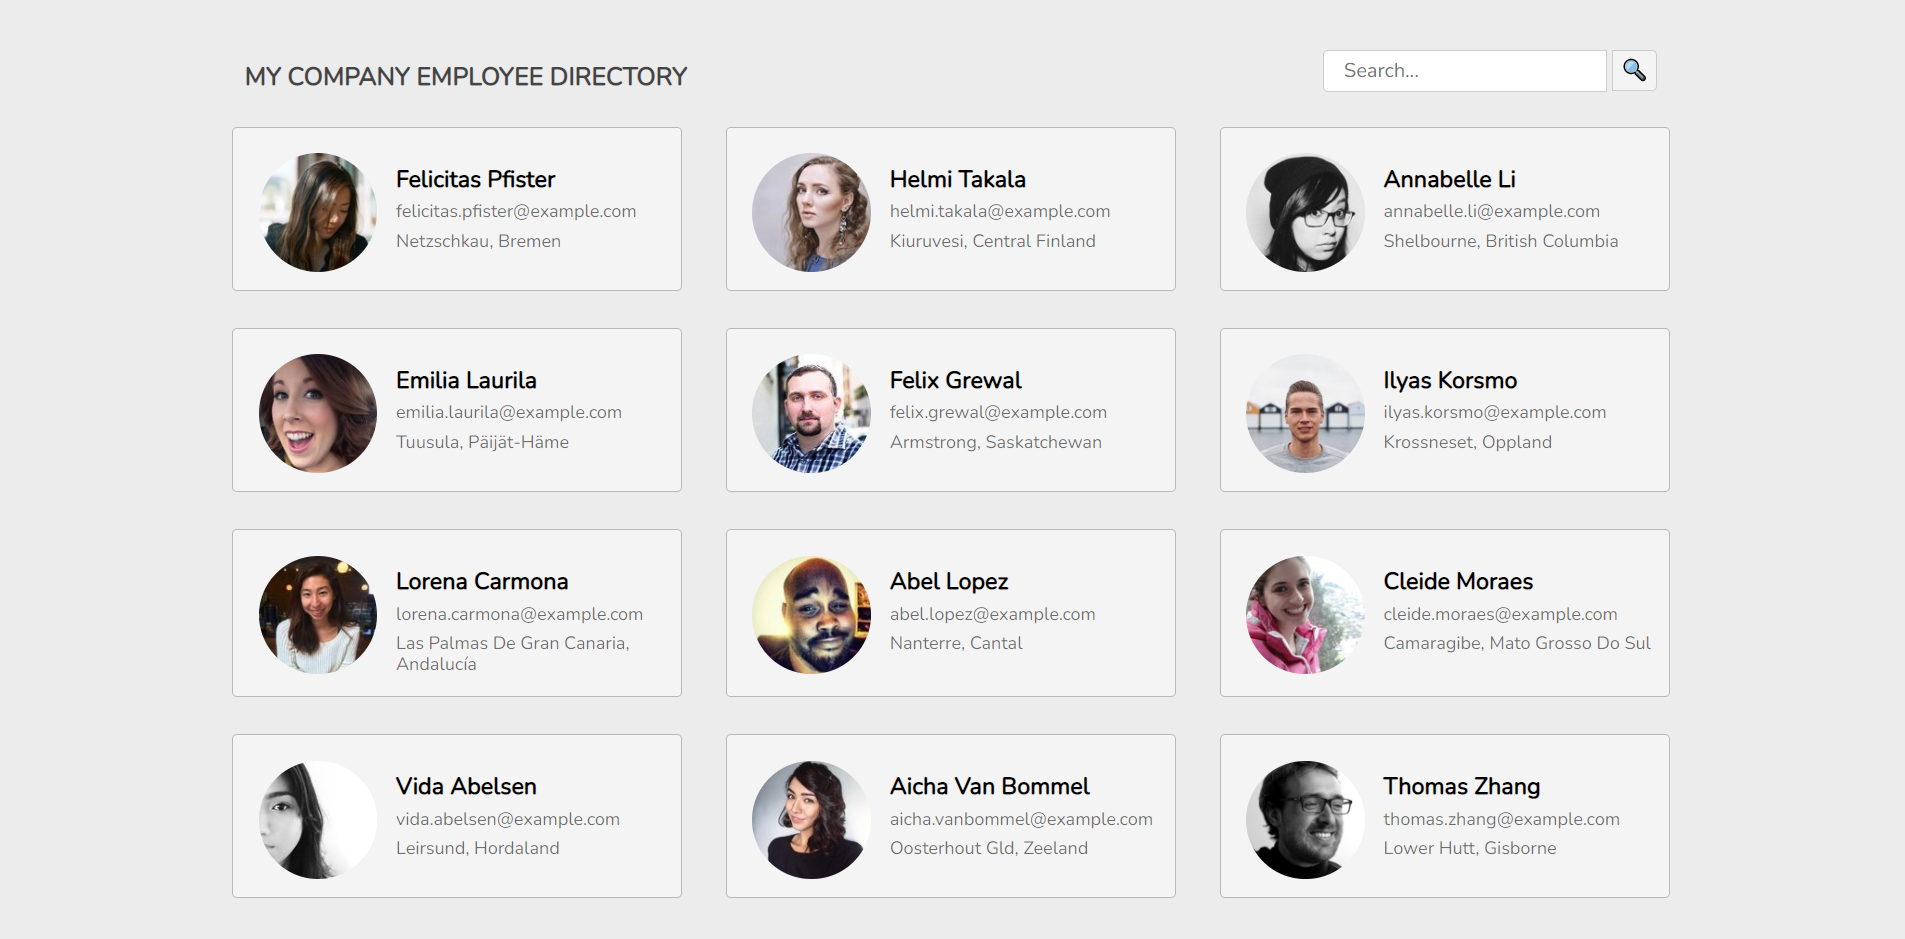 MY COMPANY EMPLOYEE DIRECTORY
Search...
Felicitas Pfister
felicitas.pfister@example.com
Netzschkau, Bremen
Helmi Takala
helmi.takala@example.com
Kiuruvesi, Central Finland
Annabelle Li
annabelle.li@example.com
Shelbourne, British Columbia
Emilia Laurila
emilia.laurila@example.com
Tuusula, Päijät-Häme
Felix Grewal
felix.grewal@example.com
Armstrong, Saskatchewan
Ilyas Korsmo
ilyas.korsmo@example.com
Krossneset, Oppland
Lorena Carmona
lorena.carmona@example.com
Las Palmas De Gran Canaria,
Andalucía
Abel Lopez
abel.lopez@example.com
Nanterre, Cantal
Cleide Moraes
cleide.moraes@example.com
Camaragibe, Mato Grosso Do Sul
Vida Abelsen
vida.abelsen@example.com
Leirsund, Hordaland
Aicha Van Bommel
aicha.vanbommel@example.com
Oosterhout Gld, Zeeland
Thomas Zhang
thomas.zhang@example.com
Lower Hutt, Gisborne